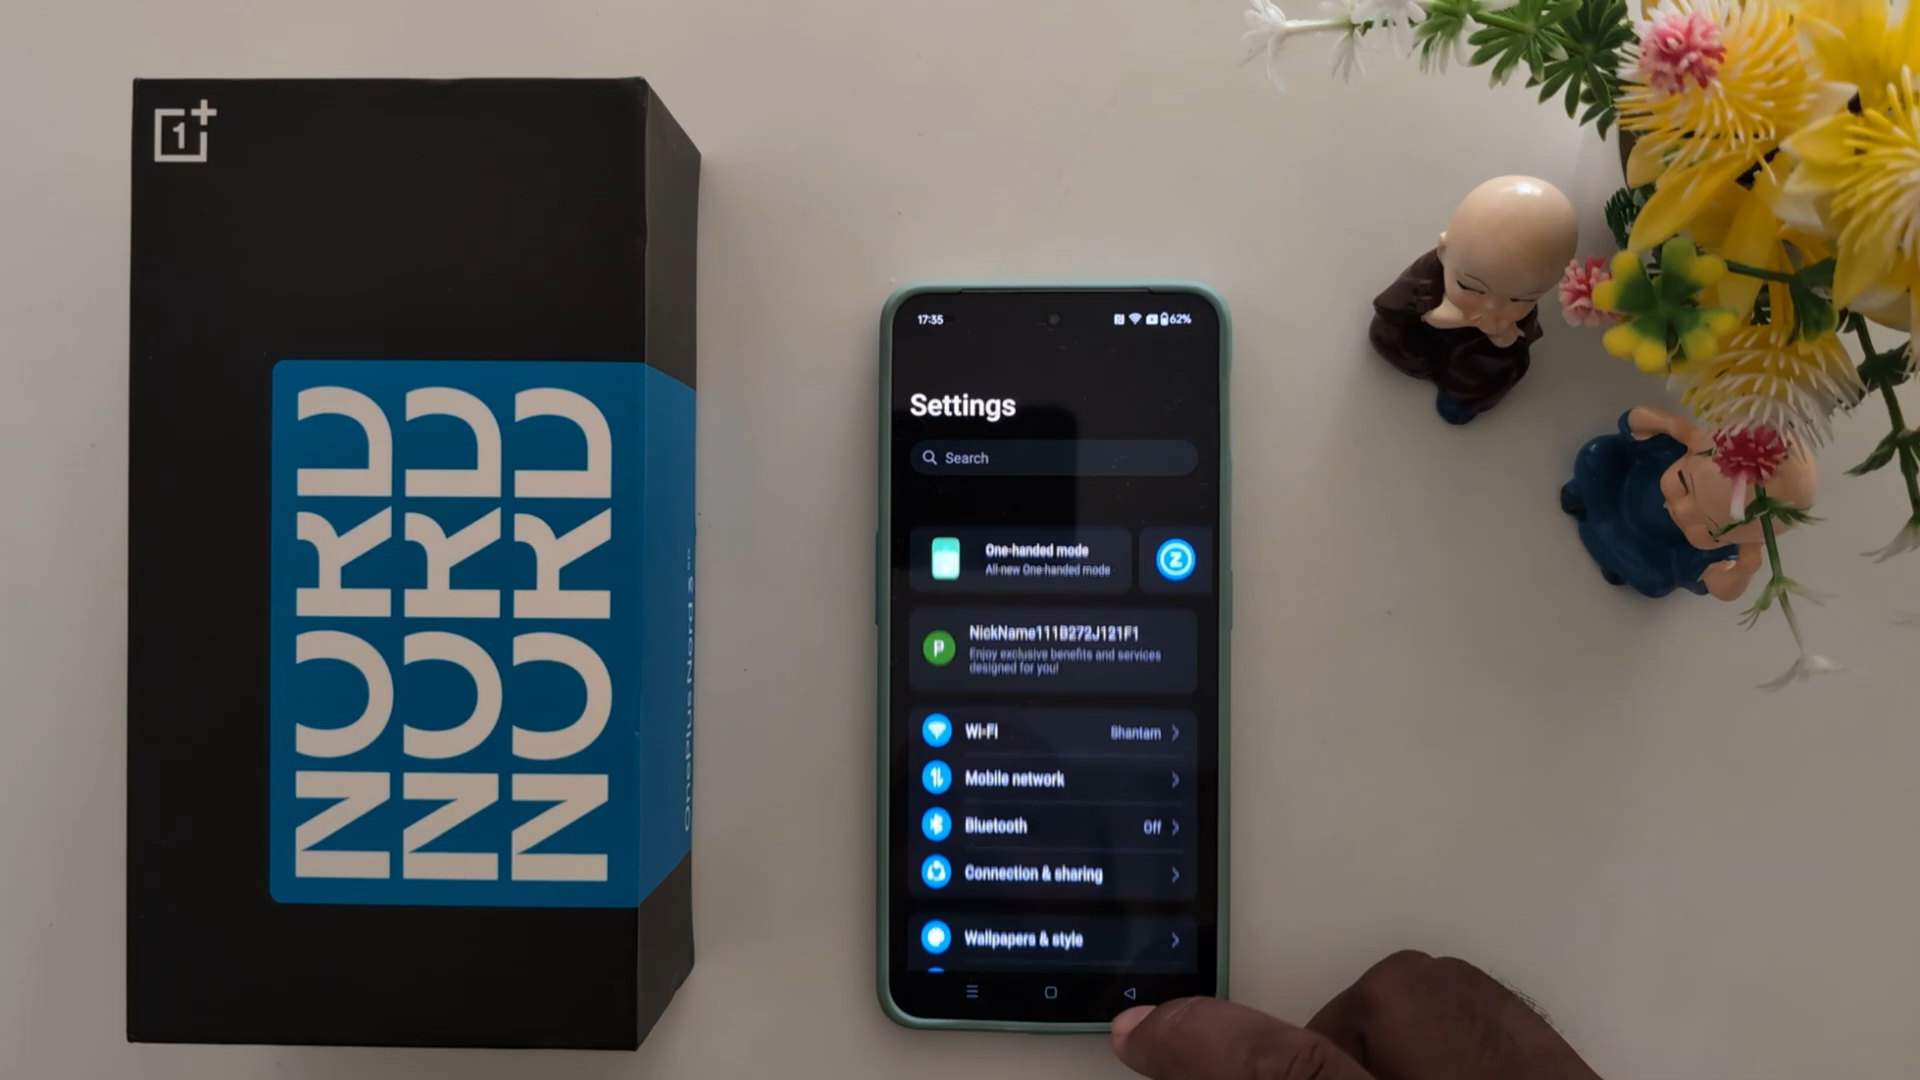 1+
NORD
NORD
NORD
OnePlus Nord 3 5G
17:35
62%
Settings
Search
One-handed mode
All-new One-handed mode
Z
P
NickName111B272J121F1
Enjoy exclusive benefits and services
designed for you!
Wi-Fi
Bhantam
Mobile network
Bluetooth
Off
Connection & sharing
Wallpapers & style